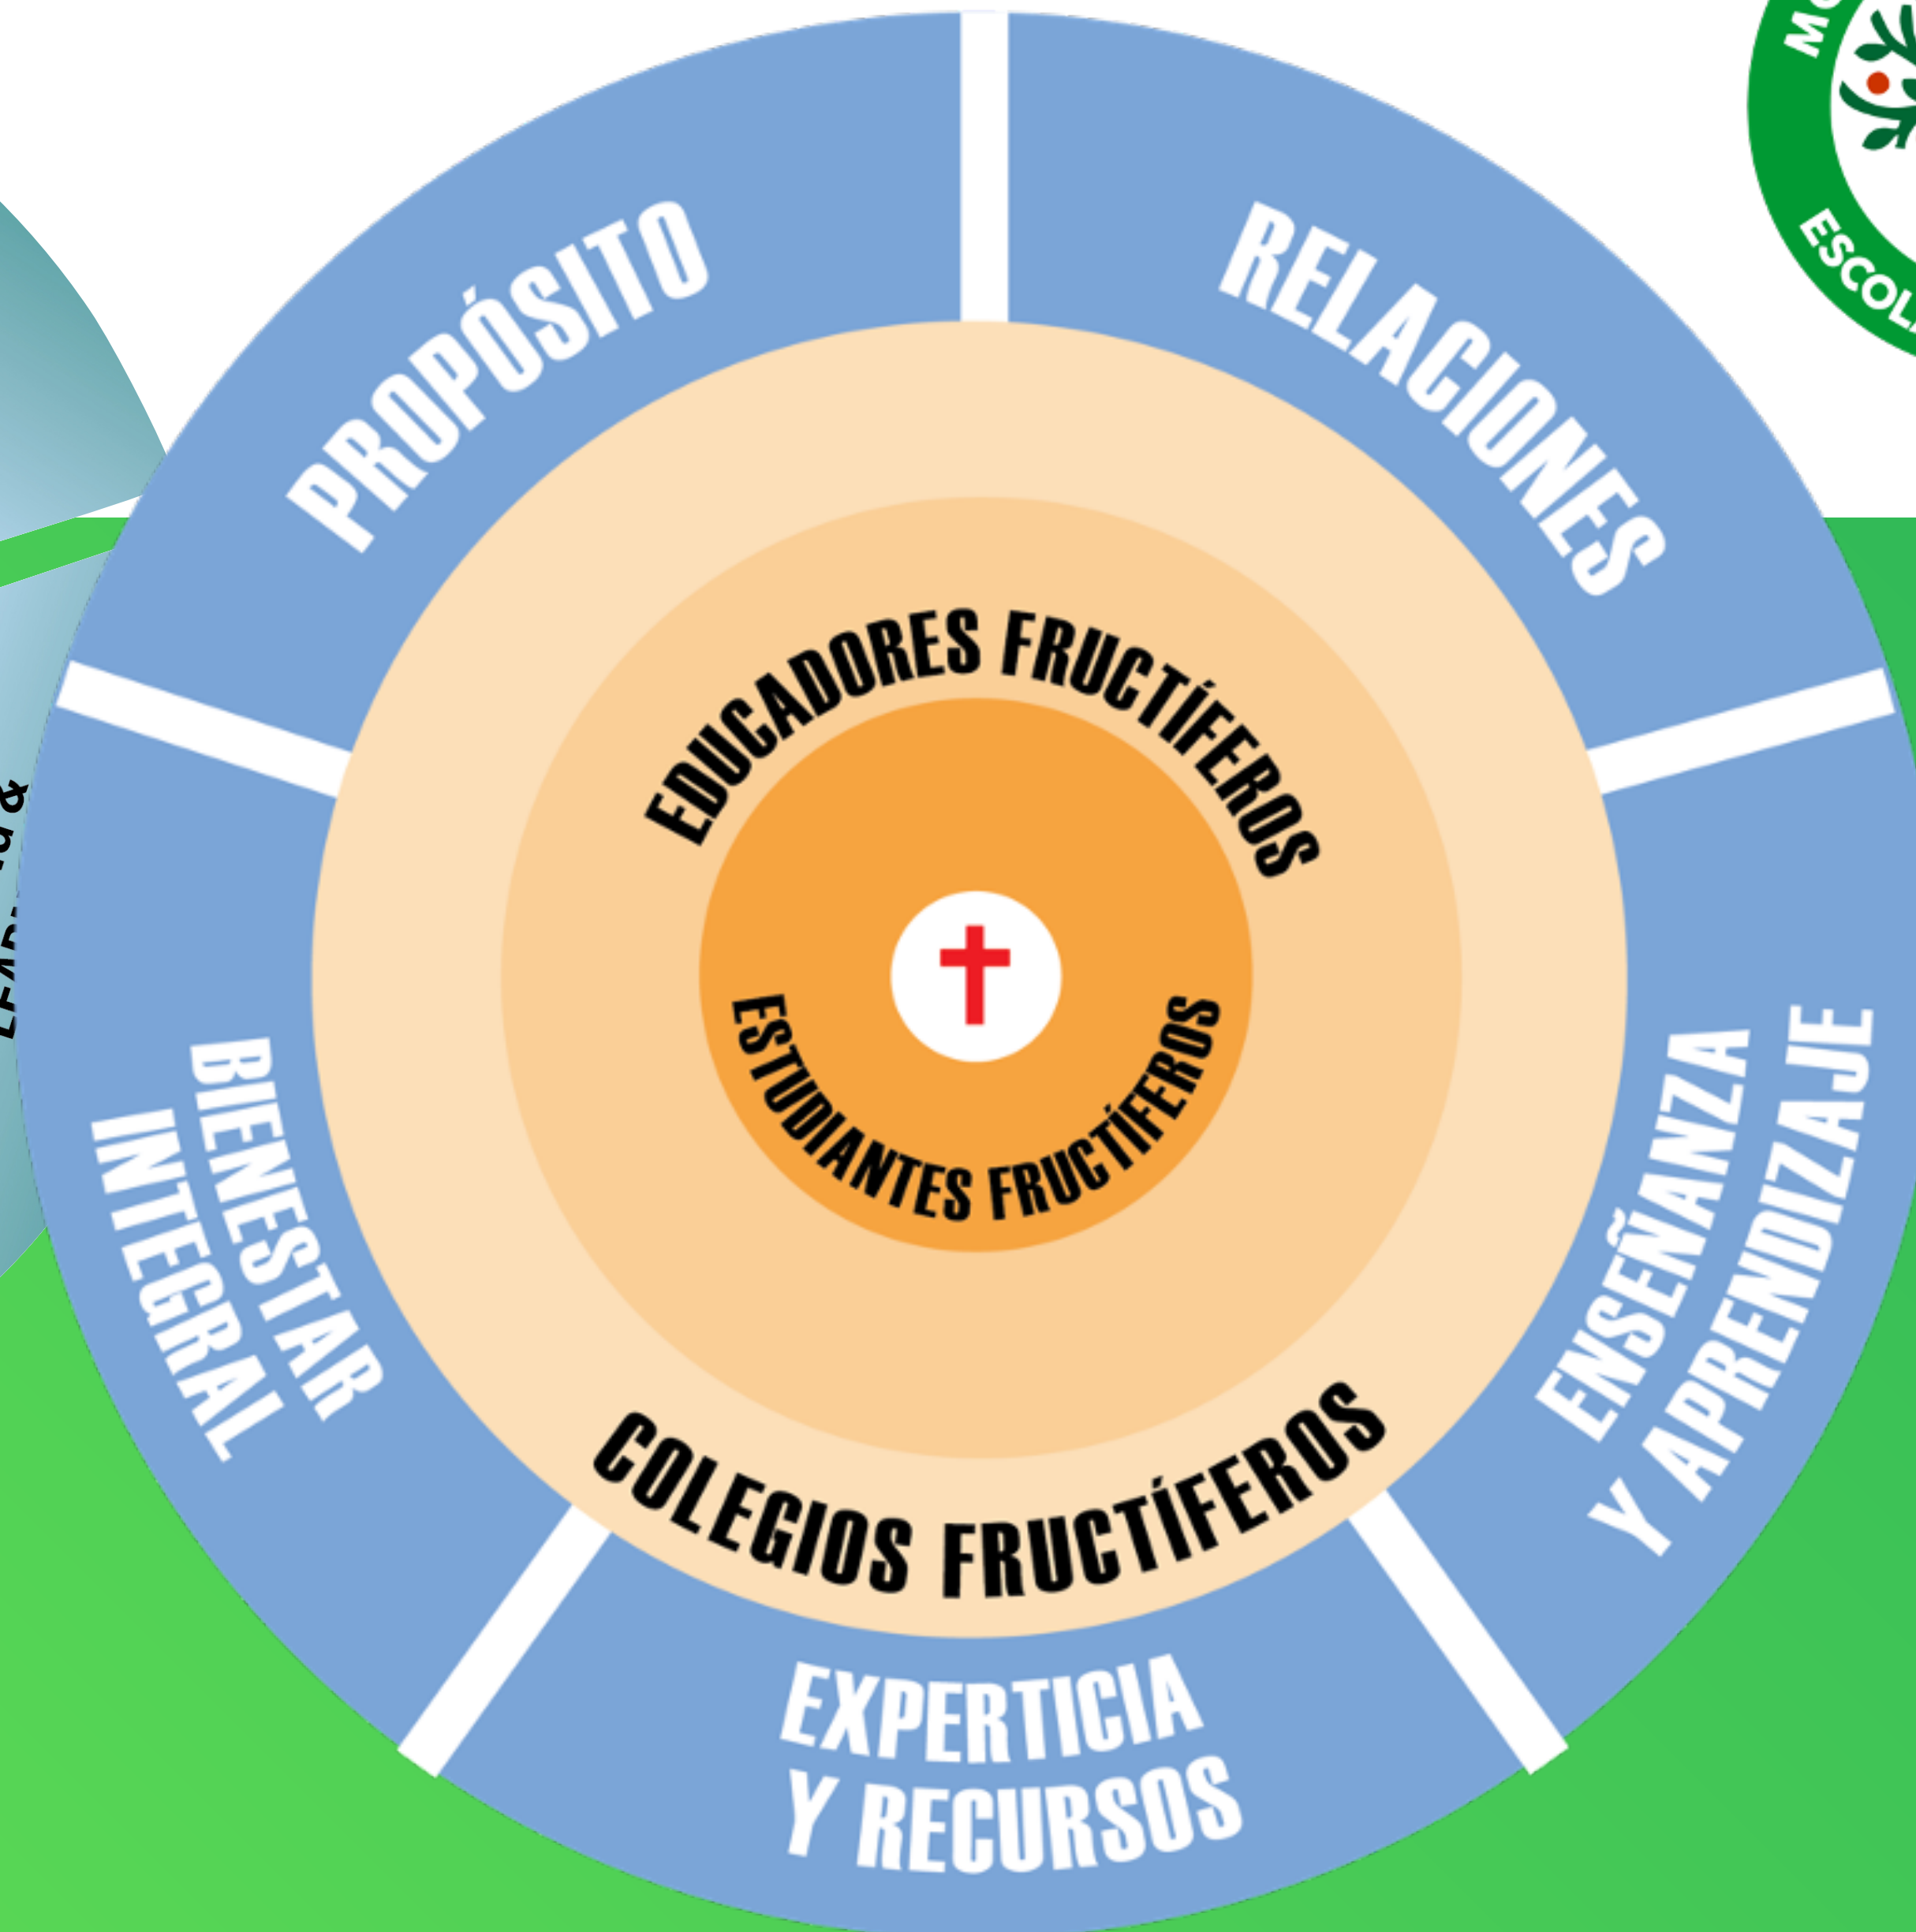 PROPÓSITO
RELACIONES
EDUCADORES FRUCTÍFEROS
ESTUDIANTES FRUCTÍFEROS
COLEGIOS FRUCTÍFEROS
BIENESTAR
INTEGRAL
ENSEÑANZA
Y APRENDIZAJE
EXPERTICIA
Y RECURSOS